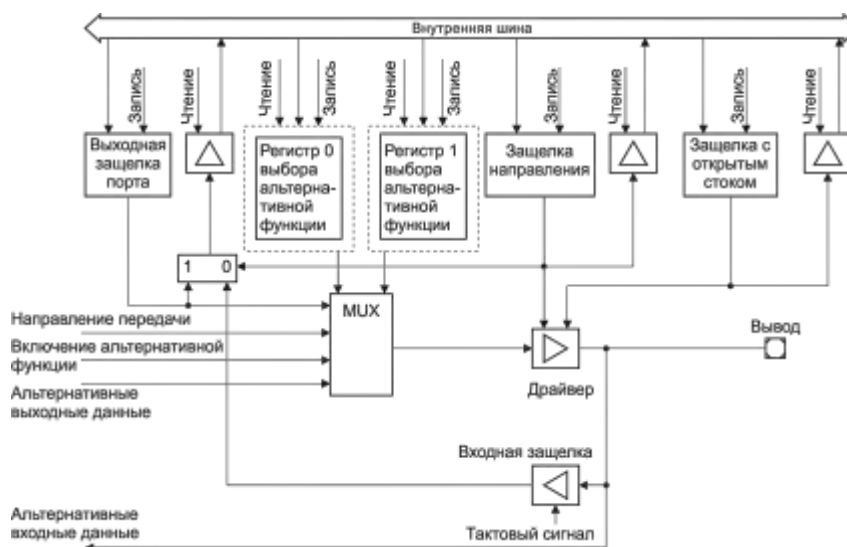 Внутренняя шина
Запись
Чтение
Чтение
Запись
Чтение
Запись
Запись
Чтение
Запись
Чтение
Выходная
защелка
порта
Регистр 0
выбора
альтерна-
тивной
функции
Регистр 1
выбора
альтерна-
тивной
функции
Защелка
направления
Защелка с
открытым
стоком
1 0
MUX
Направление передачи
Включение альтернативной
функции
Альтернативные
выходные данные
Вывод
Драйвер
Входная защелка
Тактовый сигнал
Альтернативные
входные данные